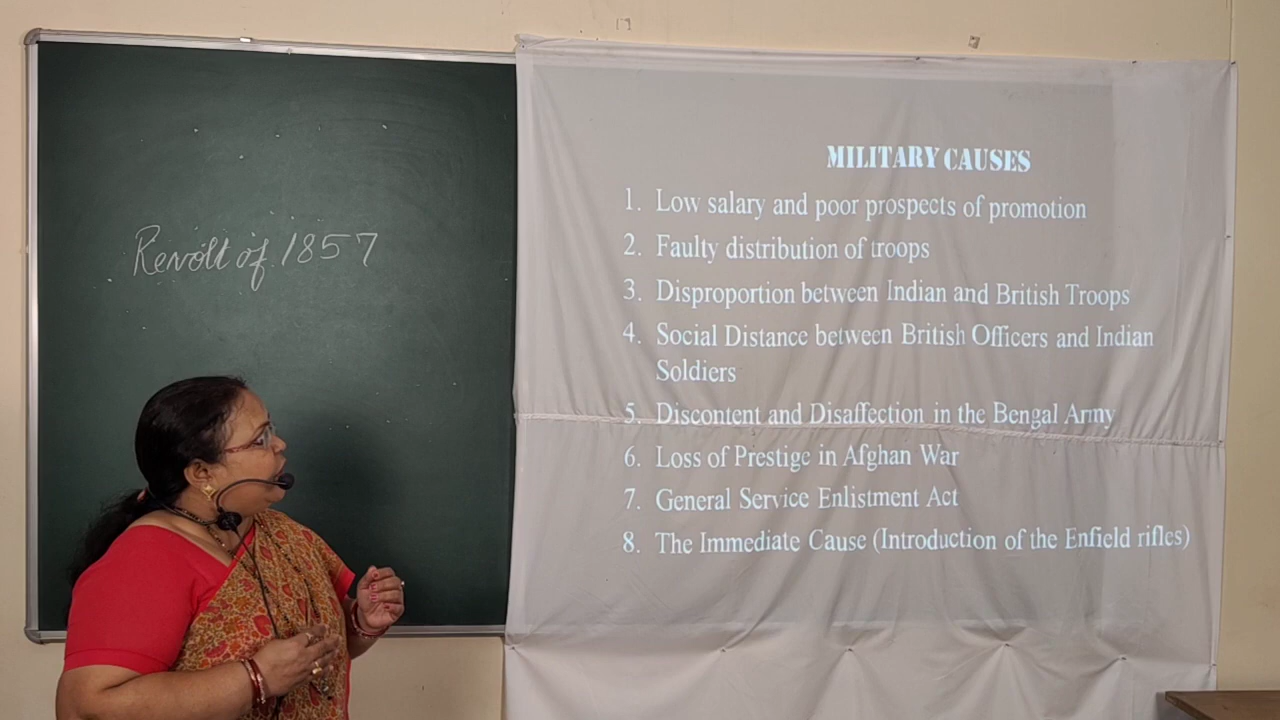 Revolt of 1857
MILITARY CAUSES
1. Low salary and poor prospects of promotion
2. Faulty distribution of troops
3. Disproportion between Indian and British Troops
4. Social Distance between British Officers and Indian
Soldiers
5. Discontent and Disaffection in the Bengal Army
6. Loss of Prestige in Afghan War
7. General Service Enlistment Act
8. The Immediate Cause (Introduction of the Enfield rifles)